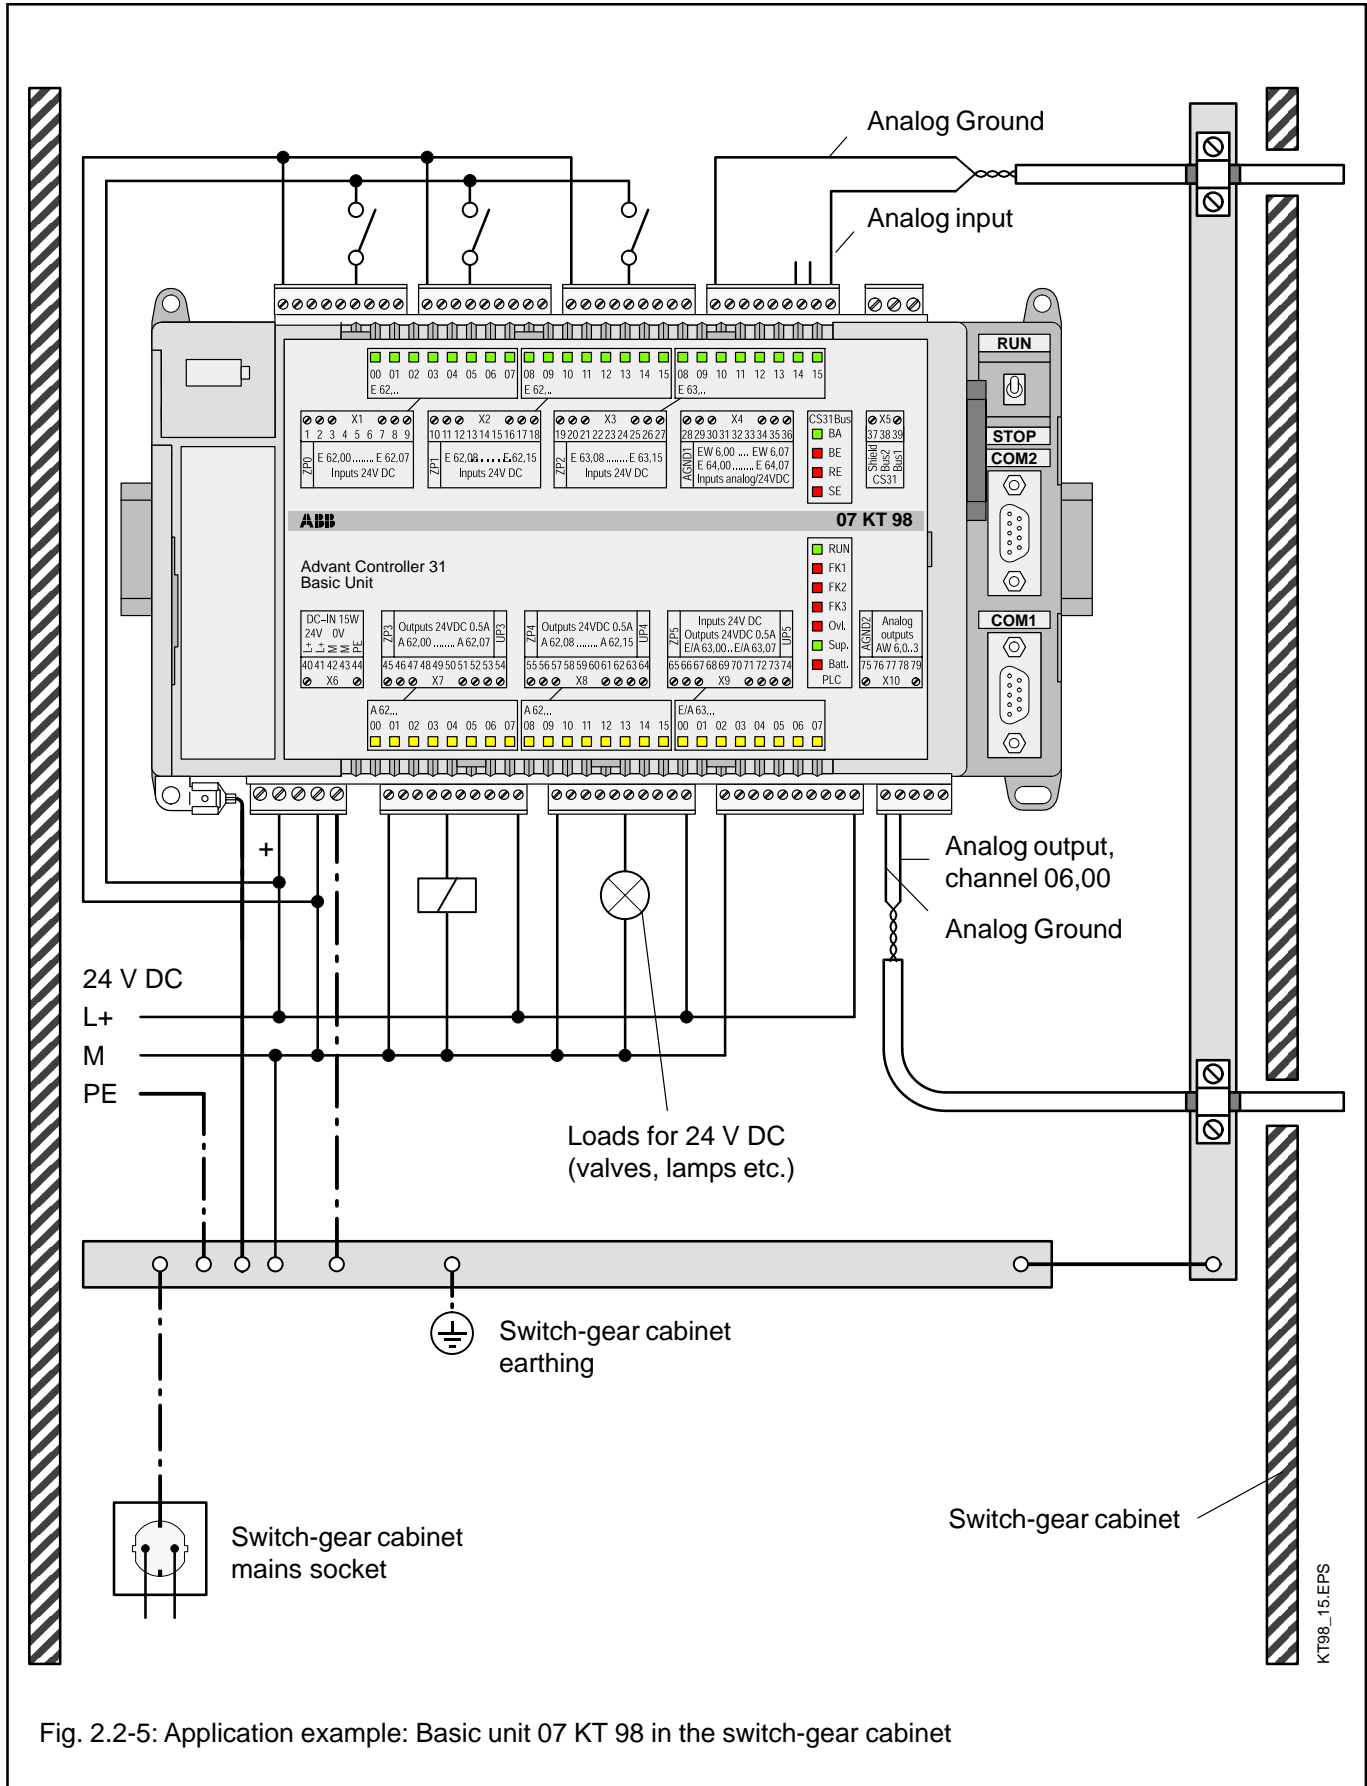 Analog Ground
Analog input
RUN
00 01 02 03 04 05 06 07 08 09 10 11 12 13 14 15 08 09 10 11 12 13 14 15
E 62,.. E 62,.. E 63,..
STOP
COM2
X1 X2 X3 X4 CS31Bus X5
1 2 3 4 5 6 7 8 9 10 11 12 13 14 15 16 17 18 19 20 21 22 23 24 25 26 27 28 29 30 31 32 33 34 35 36 BA 37 38 39
ZP0 E 62,00 ....... E 62,07 ZP1 E 62,08 ....... E 62,15 ZP2 E 63,08 ........ E 63,15 AGND1 EW 6,00 .... EW 6,07 BE Shield Bus2 Bus1
E 64,00 ....... E 64,07
Inputs 24V DC Inputs 24V DC Inputs 24V DC Inputs analog/24VDC RE CS31
SE
ABB 07 KT 98
Advant Controller 31
Basic Unit
RUN
FK1
FK2
FK3
Ovl.
Sup.
Batt.
PLC
COM1
DC–IN 15W
24V 0V
L+ L+ M M PE
40 41 42 43 44
X6
ZP3 Outputs 24VDC 0.5A UP3
A 62,00 ....... A 62,07
45 46 47 48 49 50 51 52 53 54
X7
ZP4 Outputs 24VDC 0.5A UP4
A 62,08 ..... A 62,15
55 56 57 58 59 60 61 62 63 64
X8
ZP5 Inputs 24V DC UP5
Outputs 24VDC 0.5A
E/A 63,00.. E/A 63,07
65 66 67 68 69 70 71 72 73 74
X9
AGND2 Analog
outputs
AW 6,0..3
75 76 77 78 79
X10
A 62,.. A 62,.. E/A 63,..
00 01 02 03 04 05 06 07 08 09 10 11 12 13 14 15 00 01 02 03 04 05 06 07
+
Analog output,
channel 06,00
Analog Ground
24 V DC
L+
M
PE
Loads for 24 V DC
(valves, lamps etc.)
Switch-gear cabinet
earthing
Switch-gear cabinet
Switch-gear cabinet
mains socket
KT98_15.EPS
Fig. 2.2-5: Application example: Basic unit 07 KT 98 in the switch-gear cabinet